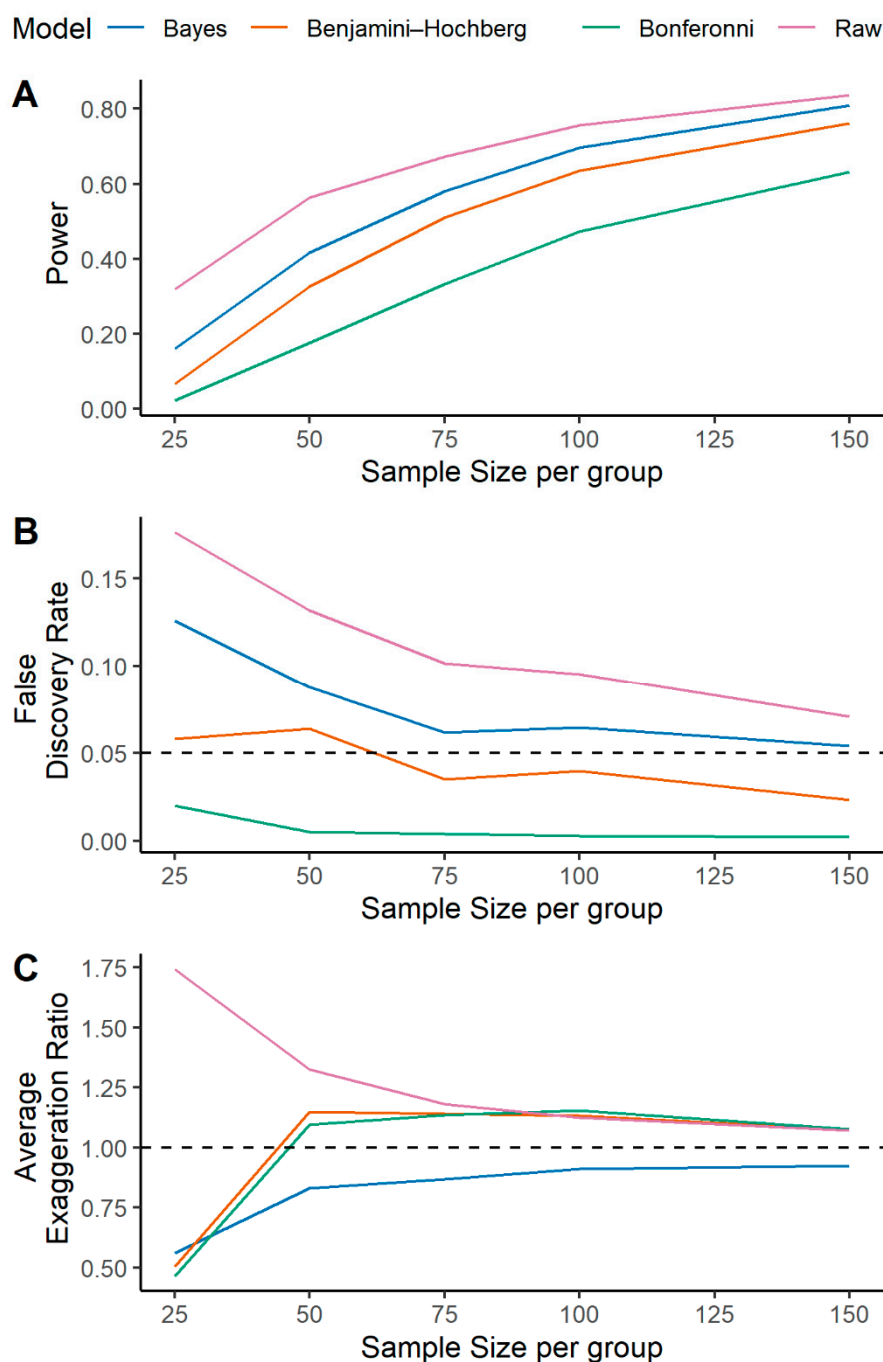 Model Bayes Benjamini–Hochberg Bonferonni Raw
A
Power
0.80
0.60
0.40
0.20
0.00
25 50 75 100 125 150
Sample Size per group
B
False
Discovery Rate
0.15
0.10
0.05
0.00
25 50 75 100 125 150
Sample Size per group
C
Average
Exaggeration Ratio
1.75
1.50
1.25
1.00
0.75
0.50
25 50 75 100 125 150
Sample Size per group